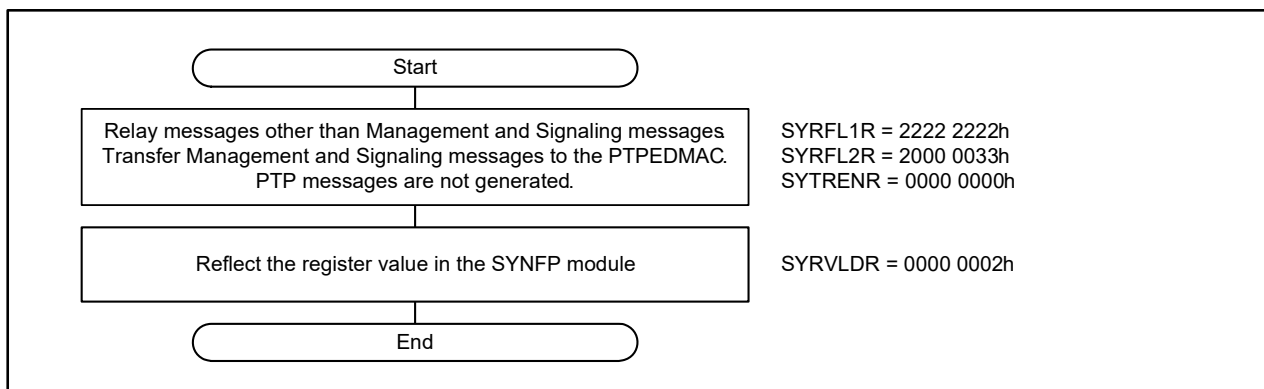 Start
Relay messages other than Management and Signaling messages.
Transfer Management and Signaling messages to the PTPEDMAC.
PTP messages are not generated.
SYRFL1R = 2222 2222h
SYRFL2R = 2000 0033h
SYTRENR = 0000 0000h
Reflect the register value in the SYNFP module
SYRVLDR = 0000 0002h
End